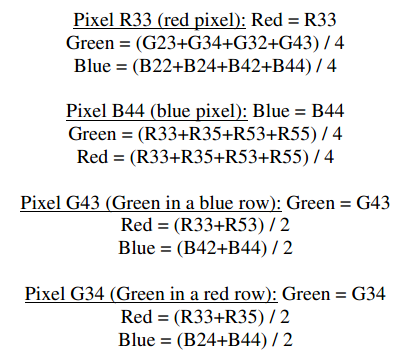 Pixel R33 (red pixel): Red = R33
Green = (G23+G34+G32+G43) / 4
Blue = (B22+B24+B42+B44) / 4
Pixel B44 (blue pixel): Blue = B44
Green = (R33+R35+R53+R55) / 4
Red = (R33+R35+R53+R55) / 4
Pixel G43 (Green in a blue row): Green = G43
Red = (R33+R53) / 2
Blue = (B42+B44) / 2
Pixel G34 (Green in a red row): Green = G34
Red = (R33+R35) / 2
Blue = (B24+B44) / 2